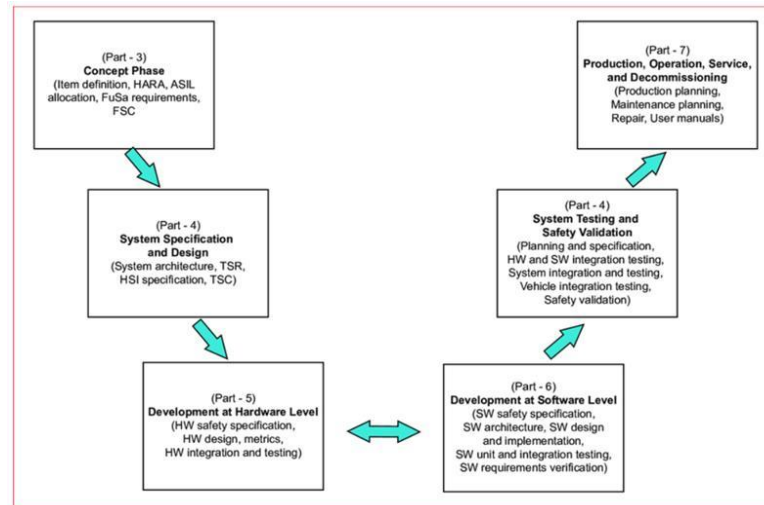 (Part - 3)
Concept Phase
(Item definition, HARA, ASIL
allocation, FuSa requirements,
FSC
(Part - 4)
System Specification
and Design
(System architecture, TSR,
HSI specification, TSC)
(Part - 5)
Development at Hardware Level
(HW safety specification,
HW design, metrics,
HW integration and testing)
(Part - 6)
Development at Software Level
(SW safety specification,
SW architecture, SW design
and implementation,
SW unit and integration testing,
SW requirements verification)
(Part - 4)
System Testing and
Safety Validation
(Planning and specification,
HW and SW integration testing,
System integration and testing,
Vehicle integration testing,
Safety validation)
(Part - 7)
Production, Operation, Service,
and Decommissioning
(Production planning,
Maintenance planning,
Repair, User manuals)